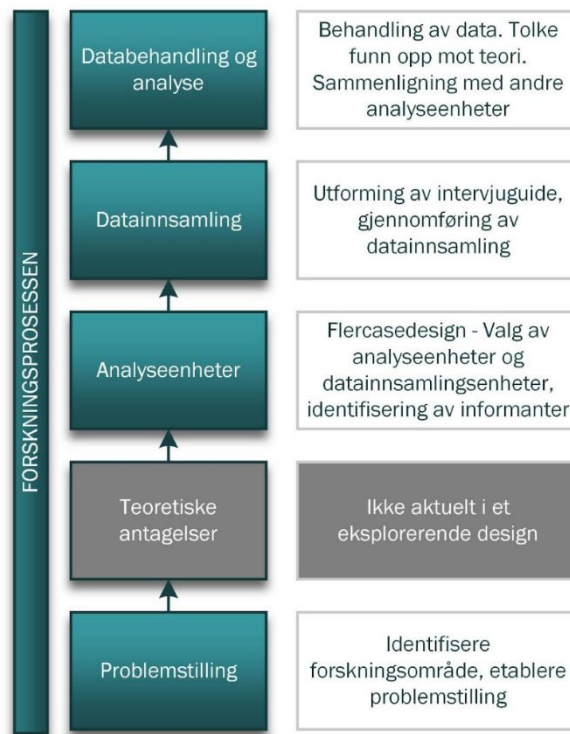 FORSKNINGSPROSESSEN
Databehandling og
analyse
Behandling av data. Tolke
funn opp mot teori.
Sammenligning med andre
analyseenheter
Datainnsamling
Utforming av intervjuguide,
gjennomføring av
datainnsamling
Analyseenheter
Flercasedesign - Valg av
analyseenheter og
datainnsamlingsenheter,
identifisering av informanter
Teoretiske
antagelser
Ikke aktuelt i et
eksplorerende design
Problemstilling
Identifisere
forskningsområde, etablere
problemstilling